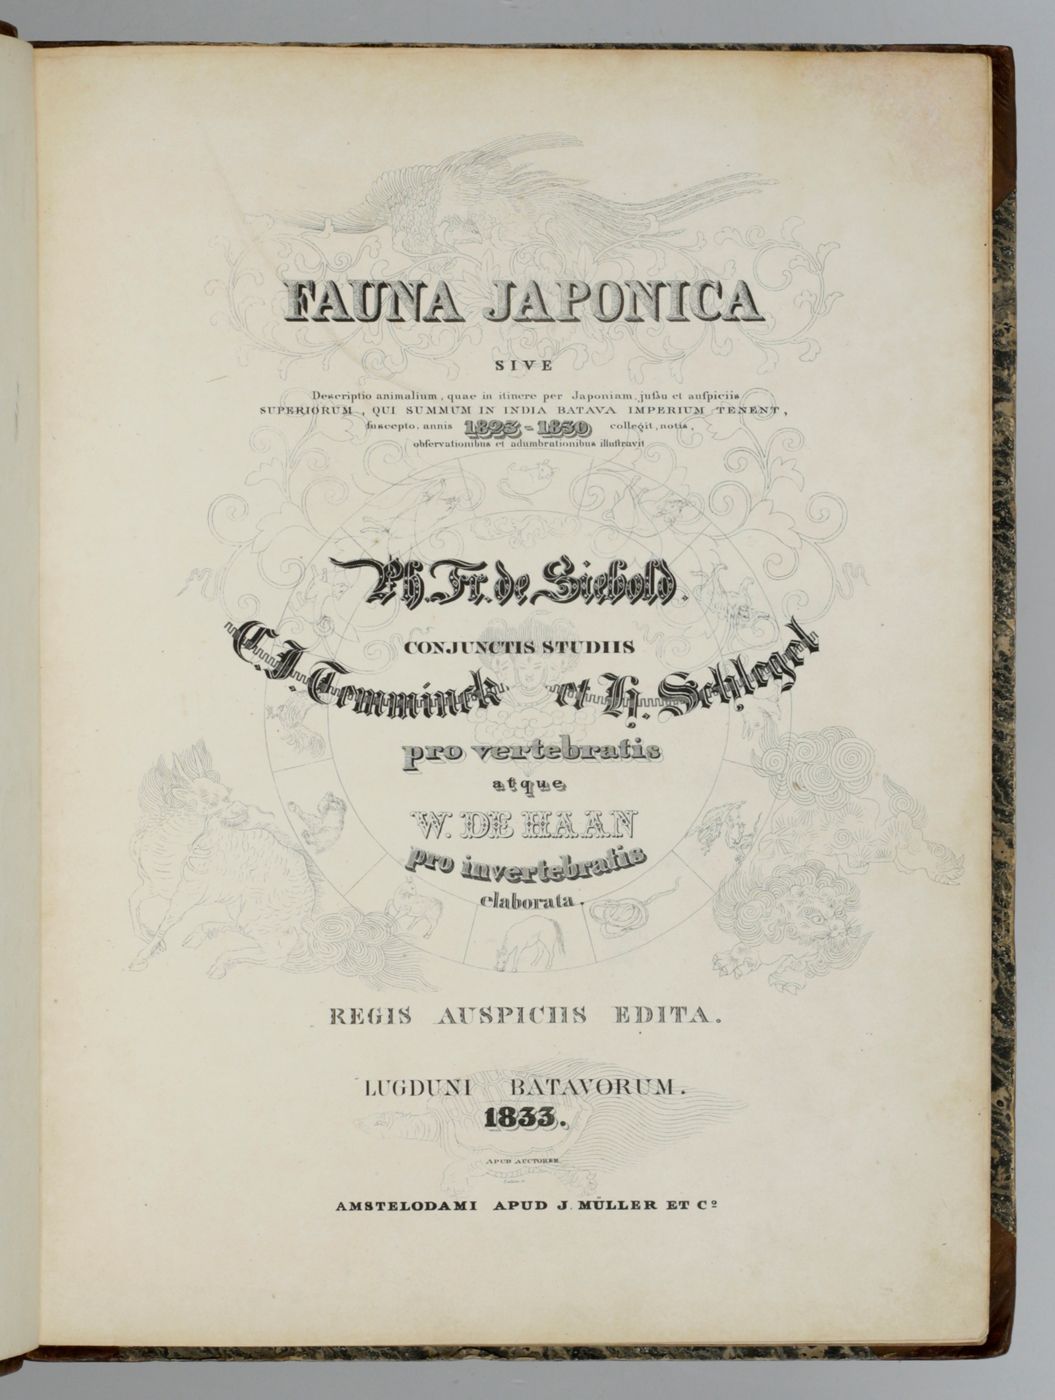 FAUNA JAPONICA
SIVE
Descriptio animalium, quae in itinere per Japoniam, jußu et auſpiciis
SUPERIORUM, QUI SUMMUM IN INDIA BATAVA IMPERIUM TENENT,
ſuscepto, annis 1823-1830 collegit, notis,
obſervationibus et adumbrationibus illuſtravit
Ph. Fr. de Siebold.
CONJUNCTIS STUDIIS
C. J. Temminck et H. Schlegel
pro vertebratis
atque
W. DE HAAN
pro invertebratis
elaborata.
REGIS AUSPICIIS EDITA.
LUGDUNI BATAVORUM.
1833.
APUD AUCTOREM
AMSTELODAMI APUD J. MÜLLER ET Cº